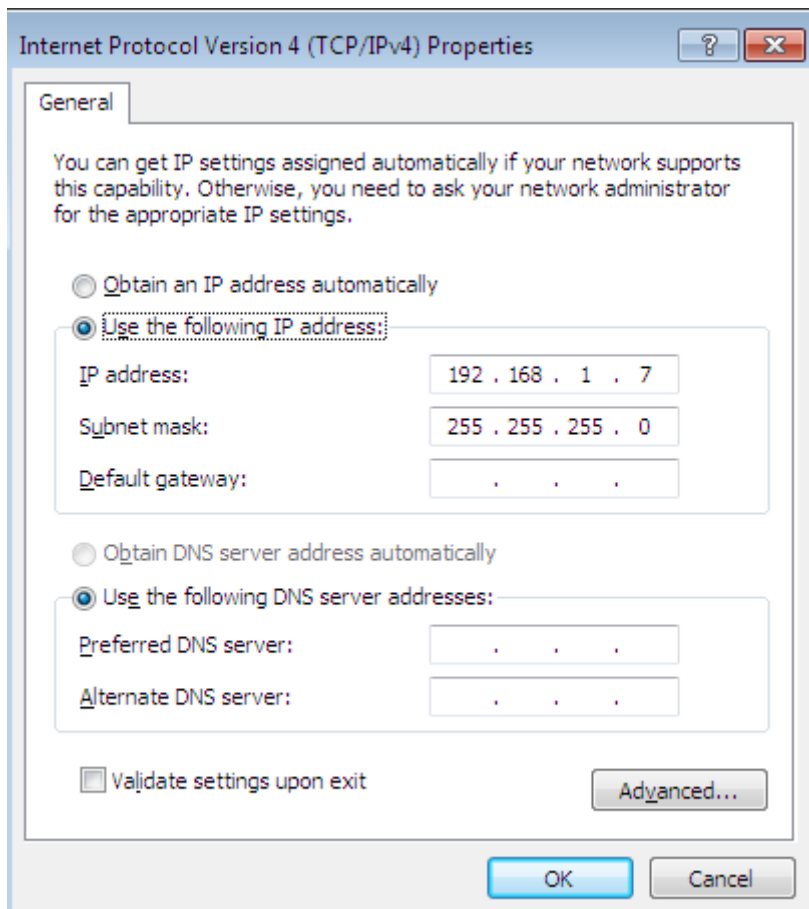 Internet Protocol Version 4 (TCP/IPv4) Properties
?
General
You can get IP settings assigned automatically if your network supports
this capability. Otherwise, you need to ask your network administrator
for the appropriate IP settings.
Obtain an IP address automatically
Use the following IP address:
IP address: 192 . 168 . 1 . 7
Subnet mask: 255 . 255 . 255 . 0
Default gateway: . . .
Obtain DNS server address automatically
Use the following DNS server addresses:
Preferred DNS server: . . .
Alternate DNS server: . . .
Validate settings upon exit
Advanced...
OK Cancel